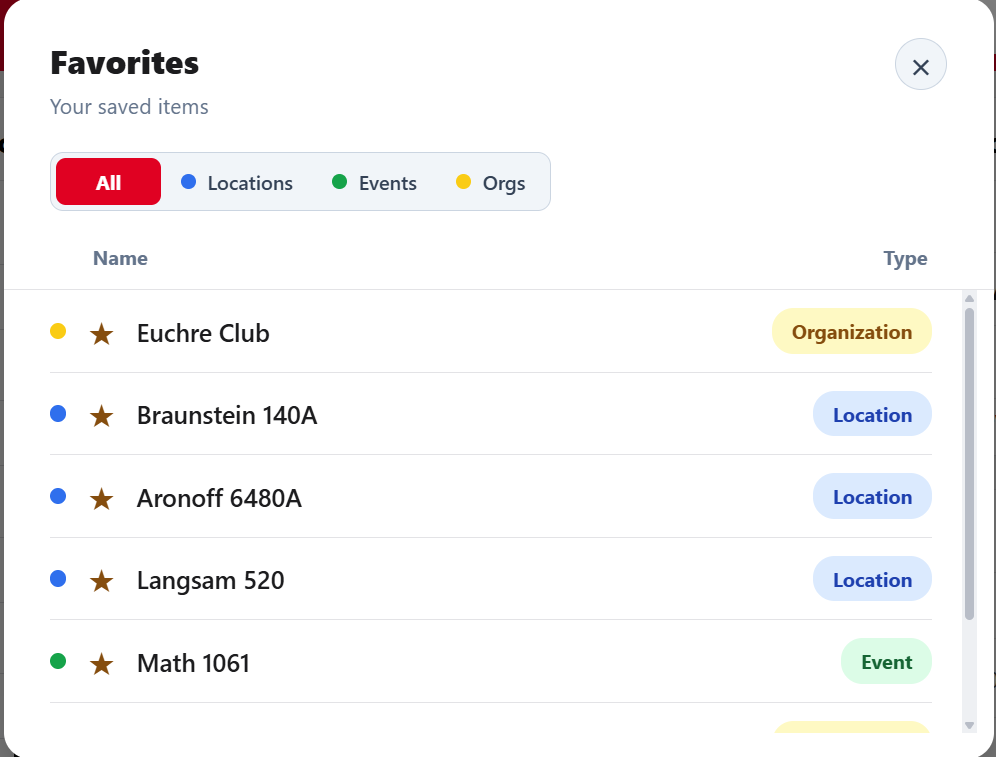 Favorites
Your saved items
All Locations Events Orgs
Name Type
Euchre Club Organization
Braunstein 140A Location
Aronoff 6480A Location
Langsam 520 Location
Math 1061 Event